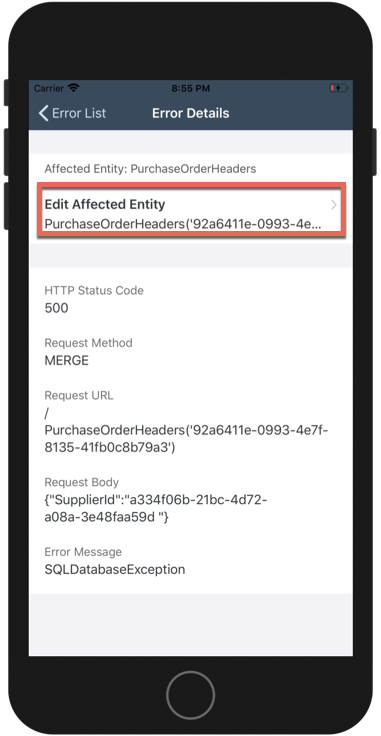 Carrier 8:55 PM
Error List Error Details
Affected Entity: PurchaseOrderHeaders
Edit Affected Entity
PurchaseOrderHeaders('92a6411e-0993-4e...
HTTP Status Code
500
Request Method
MERGE
Request URL
/
PurchaseOrderHeaders('92a6411e-0993-4e7f-
8135-41fb0c8b79a3')
Request Body
{"SupplierId":"a334f06b-21bc-4d72-
a08a-3e48faa59d "}
Error Message
SQLDatabaseException